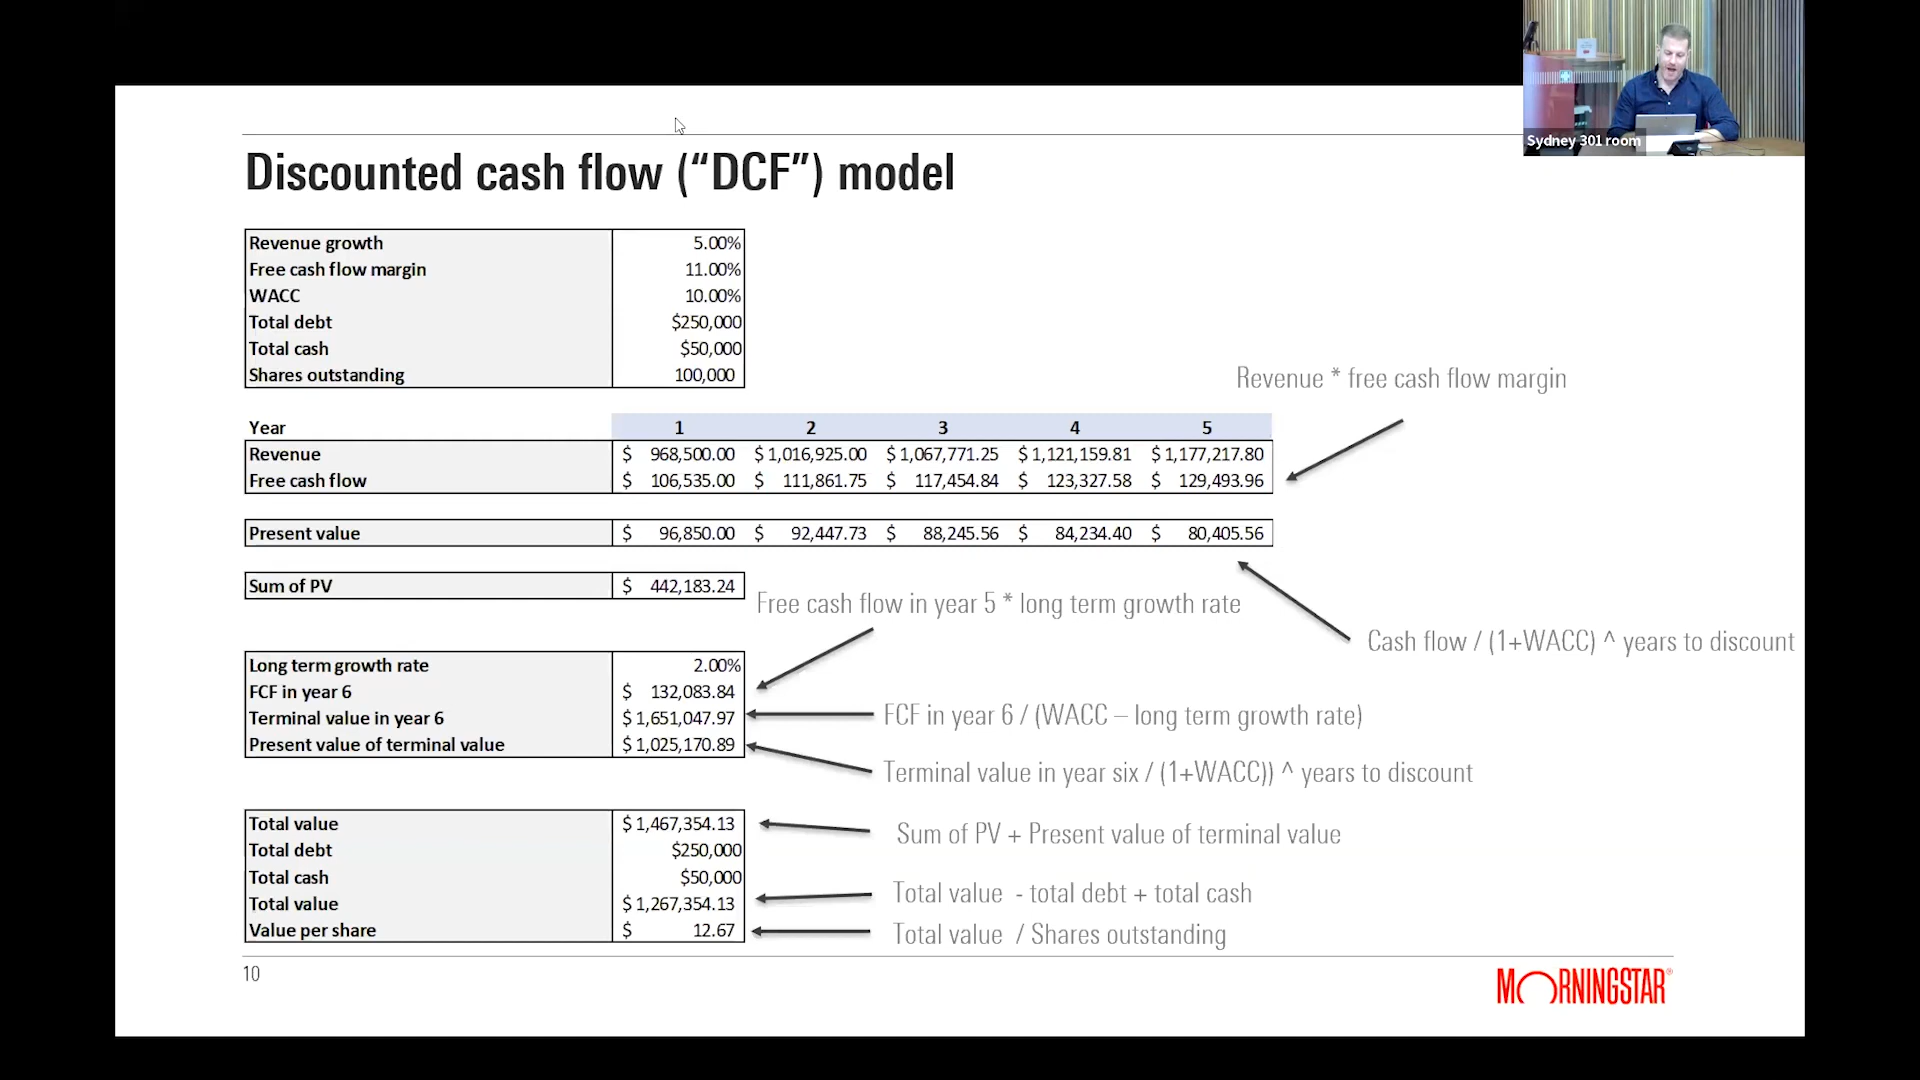 Sydney 301 room
Discounted cash flow (“DCF”) model
Revenue growth 5.00%
Free cash flow margin 11.00%
WACC 10.00%
Total debt $250,000
Total cash $50,000
Shares outstanding 100,000
Revenue * free cash flow margin
Year 1 2 3 4 5
Revenue $ 968,500.00 $ 1,016,925.00 $ 1,067,771.25 $ 1,121,159.81 $ 1,177,217.80
Free cash flow $ 106,535.00 $ 111,861.75 $ 117,454.84 $ 123,327.58 $ 129,493.96
Present value $ 96,850.00 $ 92,447.73 $ 88,245.56 $ 84,234.40 $ 80,405.56
Sum of PV $ 442,183.24
Free cash flow in year 5 * long term growth rate
Cash flow / (1+WACC) ^ years to discount
Long term growth rate 2.00%
FCF in year 6 $ 132,083.84
Terminal value in year 6 $ 1,651,047.97
FCF in year 6 / (WACC – long term growth rate)
Present value of terminal value $ 1,025,170.89
Terminal value in year six / (1+WACC)) ^ years to discount
Total value $ 1,467,354.13
Sum of PV + Present value of terminal value
Total debt $250,000
Total cash $50,000
Total value $ 1,267,354.13
Total value - total debt + total cash
Value per share $ 12.67
Total value / Shares outstanding
10
MORNINGSTAR®